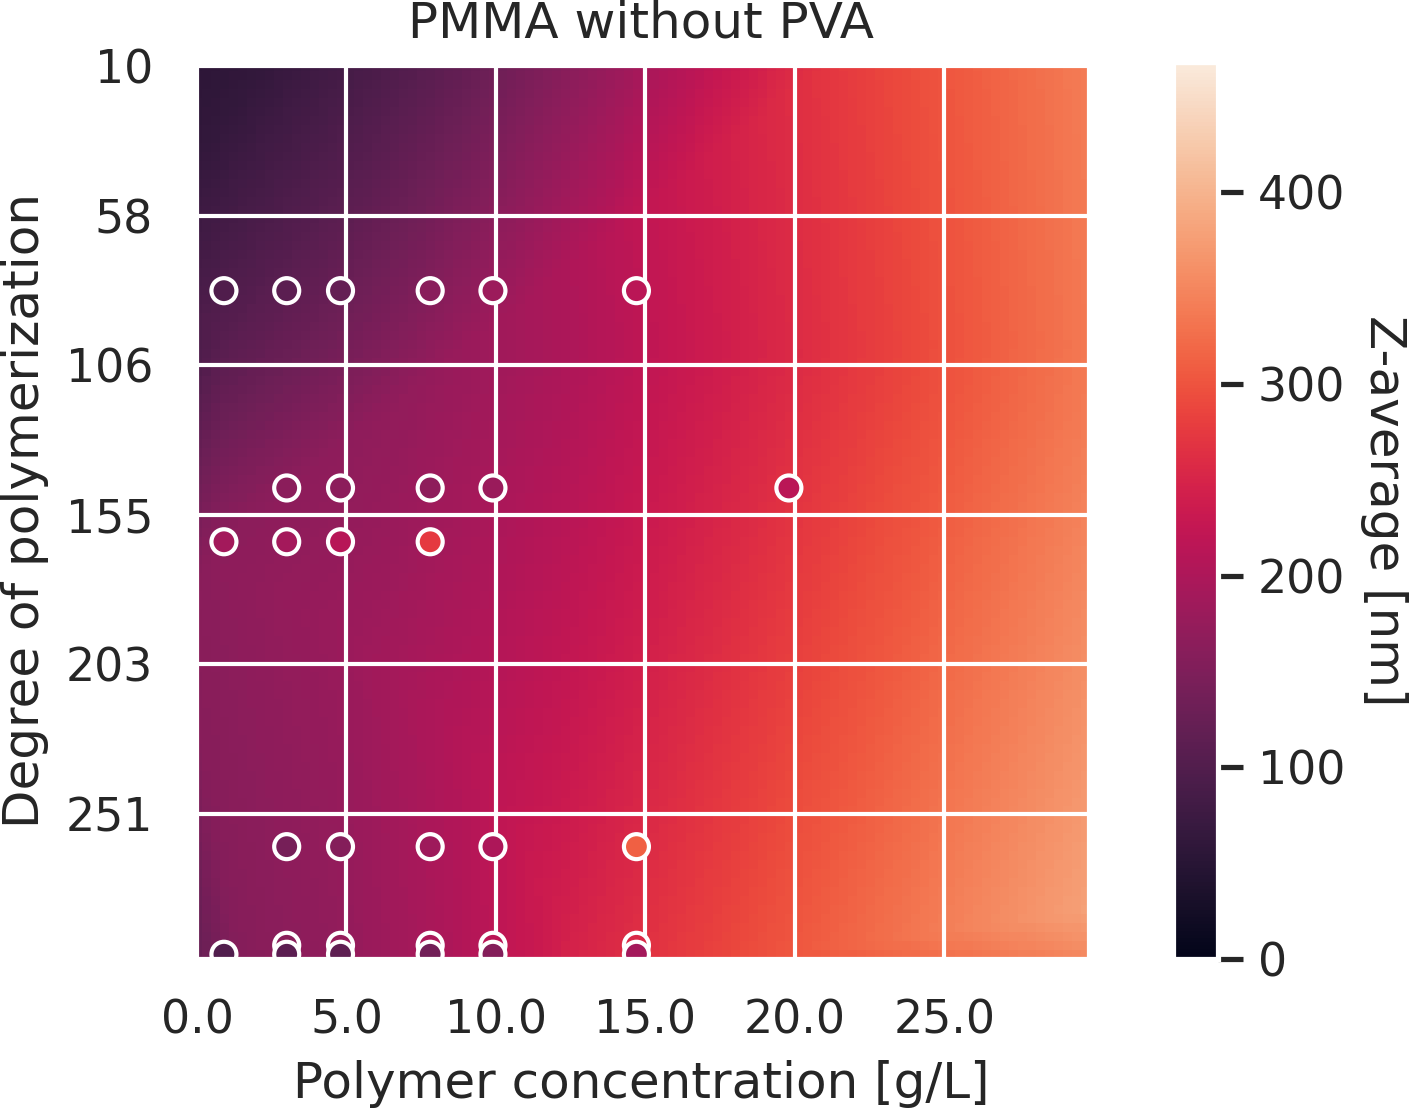 PMMA without PVA
10
58
106
155
203
251
Degree of polymerization
0.0 5.0 10.0 15.0 20.0 25.0
Polymer concentration [g/L]
400
300
200
100
0
Z-average [nm]